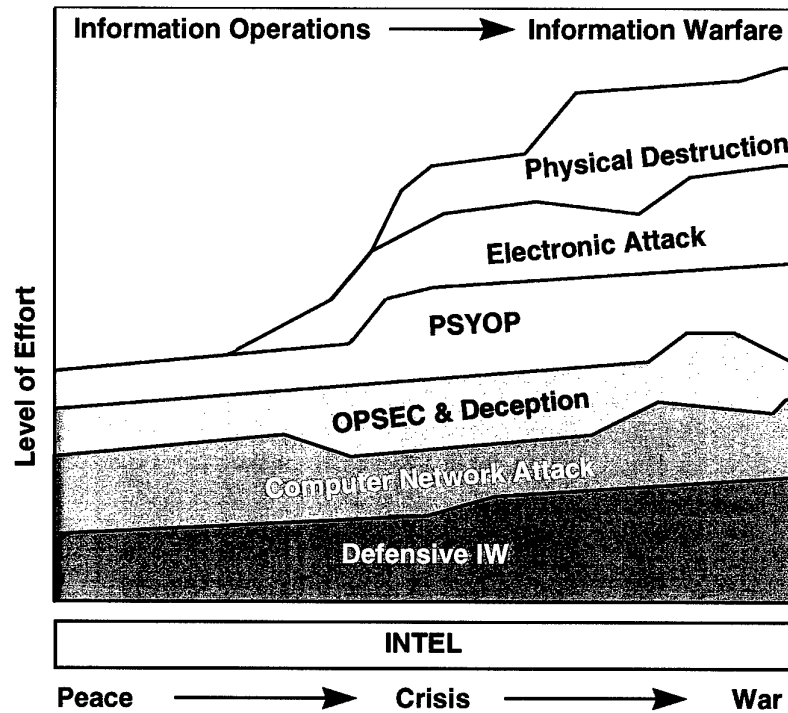 Information Operations Information Warfare
Physical Destruction
Electronic Attack
PSYOP
OPSEC & Deception
Computer Network Attack
Defensive IW
Level of Effort
INTEL
Peace Crisis War